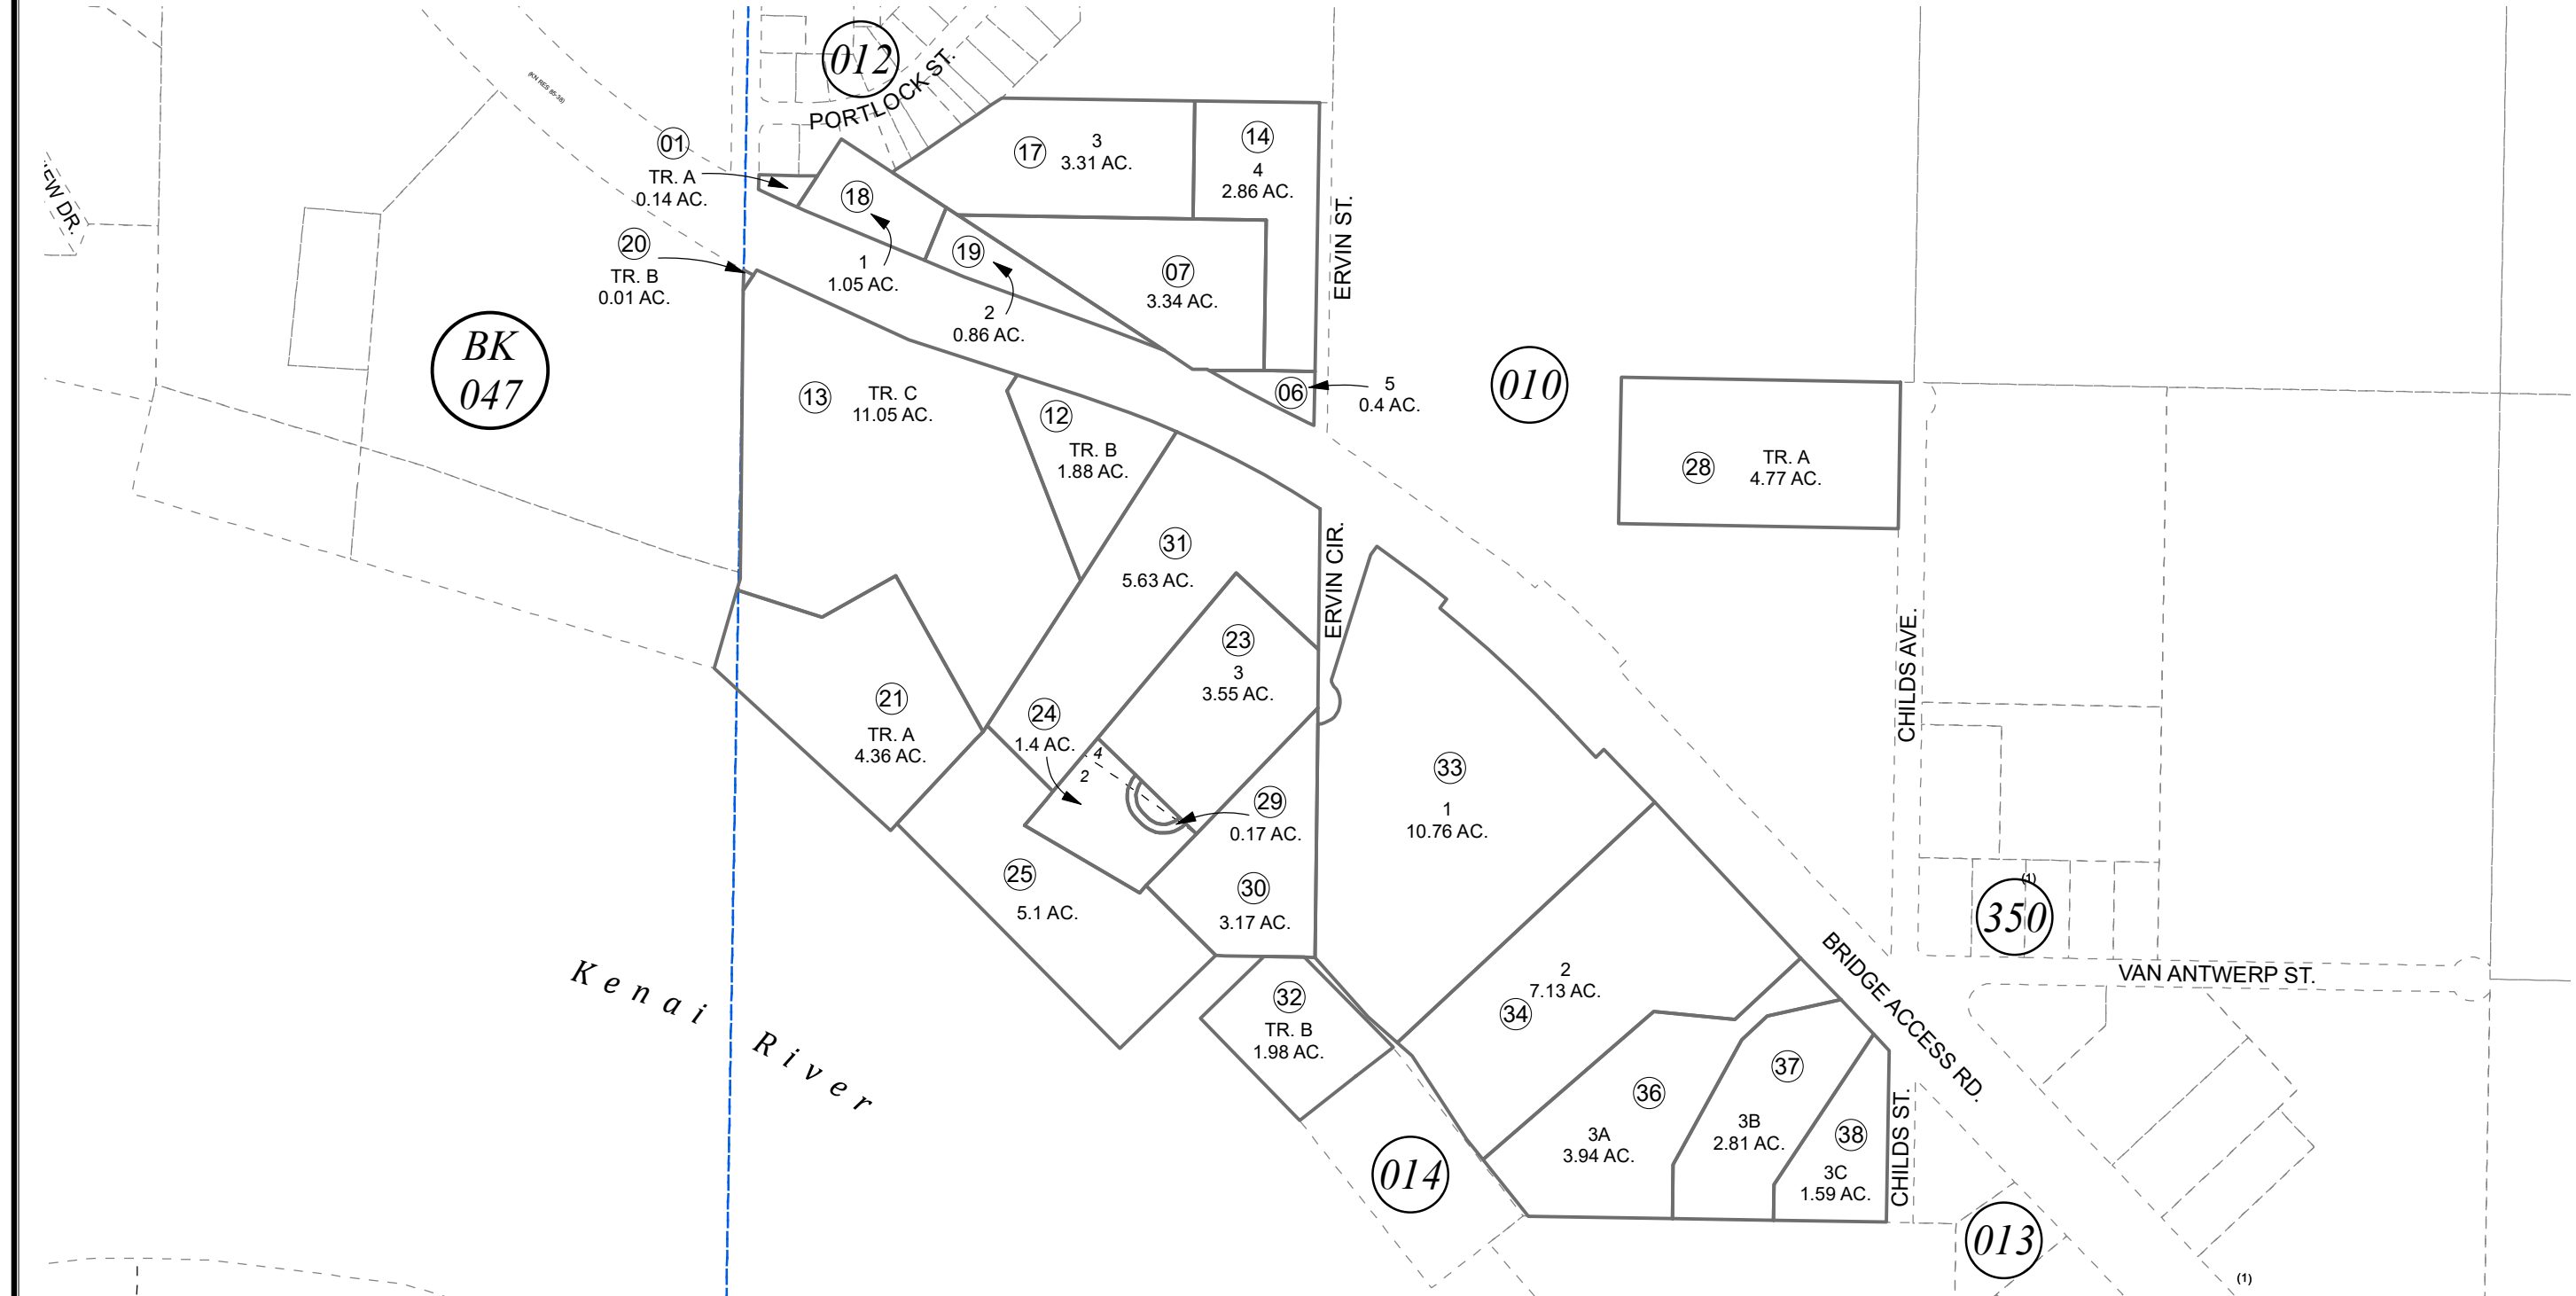 012
PORTLOCK ST.
(KN RES 85-38)
01
TR. A
0.14 AC.
17
3
3.31 AC.
14
4
2.86 AC.
EW DR.
18
20
TR. B
0.01 AC.
19
1
1.05 AC.
07
3.34 AC.
ERVIN ST.
2
0.86 AC.
BK
047
06
5
0.4 AC.
010
13
TR. C
11.05 AC.
12
TR. B
1.88 AC.
28
TR. A
4.77 AC.
31
5.63 AC.
ERVIN CIR.
23
3
3.55 AC.
CHILDS AVE.
21
TR. A
4.36 AC.
24
1.4 AC.
4
2
33
1
10.76 AC.
29
0.17 AC.
25
5.1 AC.
30
3.17 AC.
(1)
350
BRIDGE ACCESS RD.
VAN ANTWERP ST.
Kenai River
32
TR. B
1.98 AC.
2
7.13 AC.
34
36
3A
3.94 AC.
37
3B
2.81 AC.
38
3C
1.59 AC.
CHILDS ST.
014
013
(1)